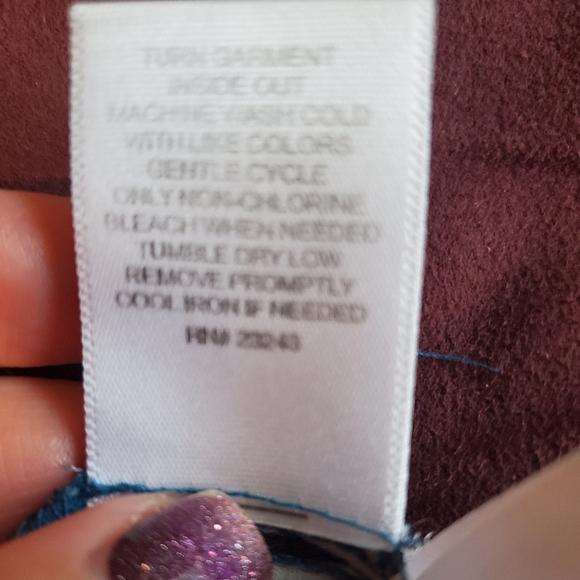 TURN GARMENT
INSIDE OUT
MACHINE WASH COLD
WITH LIKE COLORS
GENTLE CYCLE
ONLY NON-CHLORINE
BLEACH WHEN NEEDED
TUMBLE DRY LOW
REMOVE PROMPTLY
COOL IRON IF NEEDED
RN#